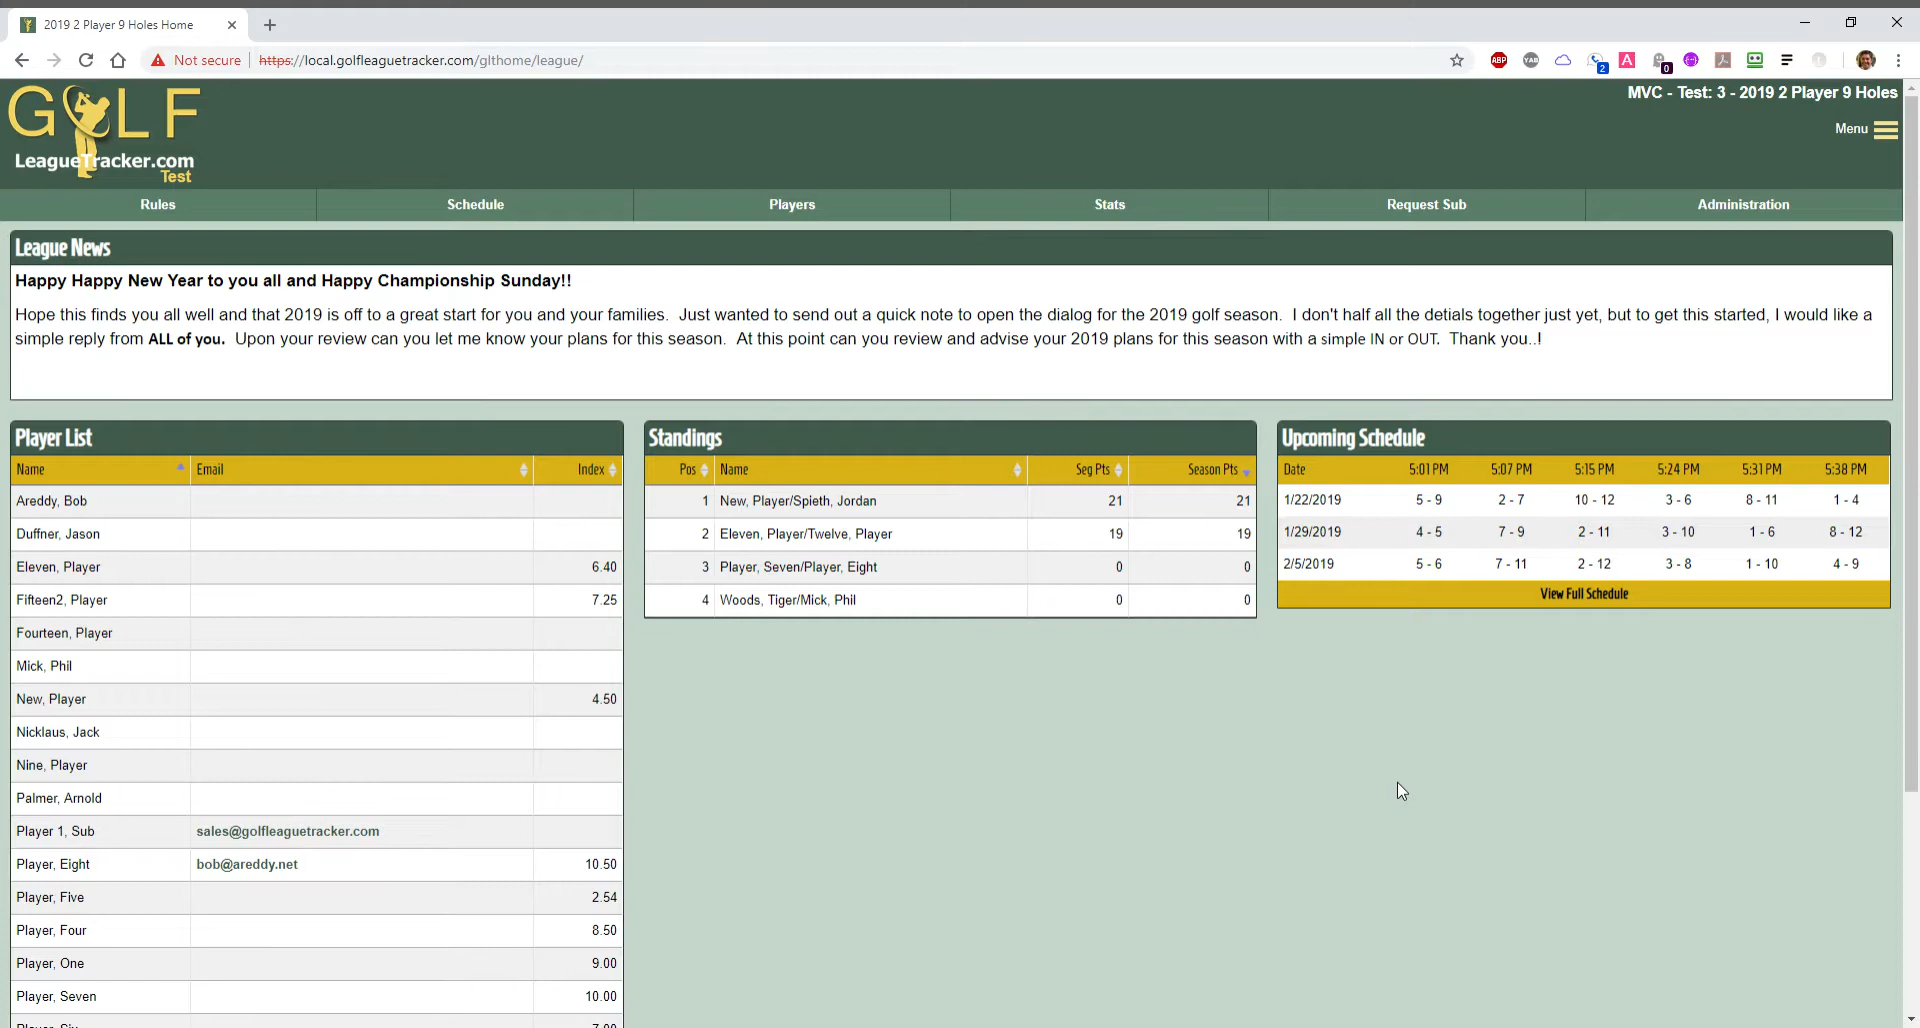 2019 2 Player 9 Holes Home
Not secure https://local.golfleaguetracker.com/glthome/league/
ABP YAB 2 A 0
MVC - Test: 3 - 2019 2 Player 9 Holes
GOLF
LeagueTracker.com
Test
Menu
Rules Schedule Players Stats Request Sub Administration
League News
Happy Happy New Year to you all and Happy Championship Sunday!!
Hope this finds you all well and that 2019 is off to a great start for you and your families. Just wanted to send out a quick note to open the dialog for the 2019 golf season. I don't half all the detials together just yet, but to get this started, I would like a
simple reply from ALL of you. Upon your review can you let me know your plans for this season. At this point can you review and advise your 2019 plans for this season with a simple IN or OUT. Thank you..!
Player List
Name Email Index
Areddy, Bob
Duffner, Jason
Eleven, Player 6.40
Fifteen2, Player 7.25
Fourteen, Player
Mick, Phil
New, Player 4.50
Nicklaus, Jack
Nine, Player
Palmer, Arnold
Player 1, Sub sales@golfleaguetracker.com
Player, Eight bob@areddy.net 10.50
Player, Five 2.54
Player, Four 8.50
Player, One 9.00
Player, Seven 10.00
Player, Six 7.00
Standings
Pos Name Seg Pts Season Pts
1 New, Player/Spieth, Jordan 21 21
2 Eleven, Player/Twelve, Player 19 19
3 Player, Seven/Player, Eight 0 0
4 Woods, Tiger/Mick, Phil 0 0
Upcoming Schedule
Date 5:01 PM 5:07 PM 5:15 PM 5:24 PM 5:31 PM 5:38 PM
1/22/2019 5 - 9 2 - 7 10 - 12 3 - 6 8 - 11 1 - 4
1/29/2019 4 - 5 7 - 9 2 - 11 3 - 10 1 - 6 8 - 12
2/5/2019 5 - 6 7 - 11 2 - 12 3 - 8 1 - 10 4 - 9
View Full Schedule